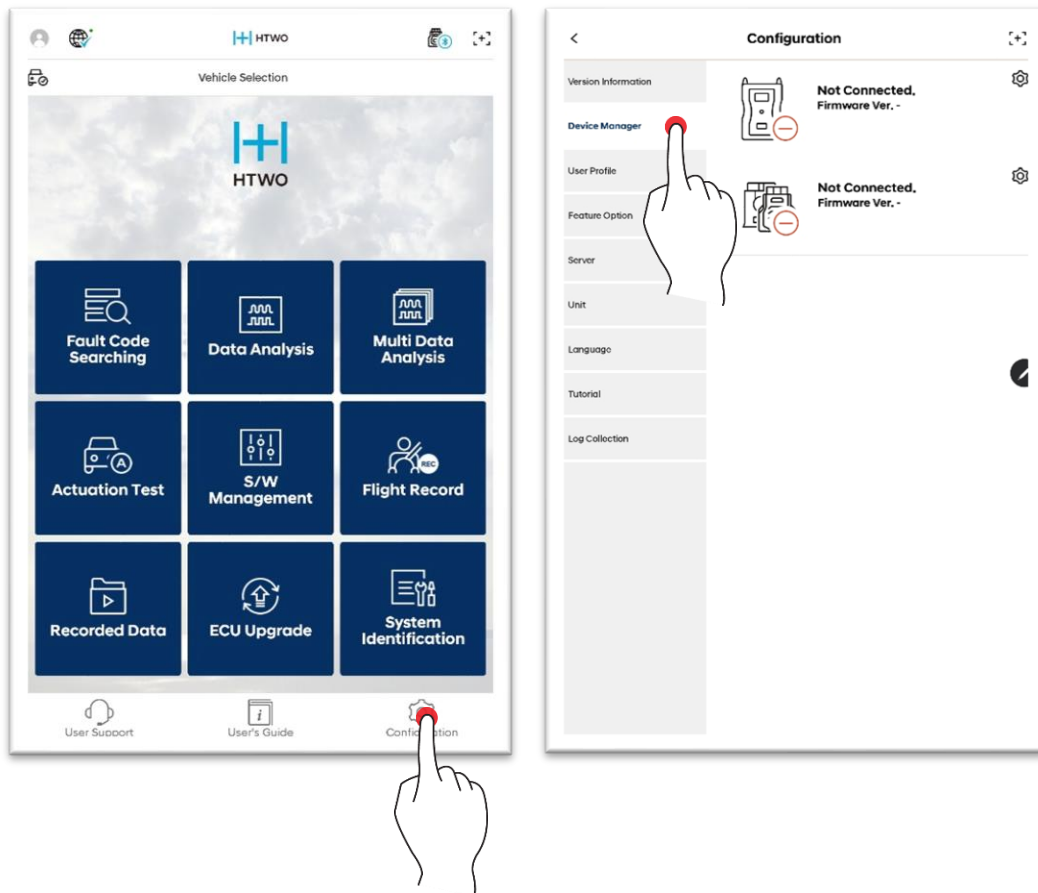 HTWO
Vehicle Selection
HTWO
Fault Code
Searching
Data Analysis
Multi Data
Analysis
Actuation Test
A
S/W
Management
REC
Flight Record
Recorded Data
ECU Upgrade
System
Identification
User Support
i
User's Guide
Configuration
Configuration
Version Information
Device Manager
User Profile
Feature Option
Server
Unit
Language
Tutorial
Log Collection
Not Connected.
Firmware Ver. -
Not Connected.
Firmware Ver. -